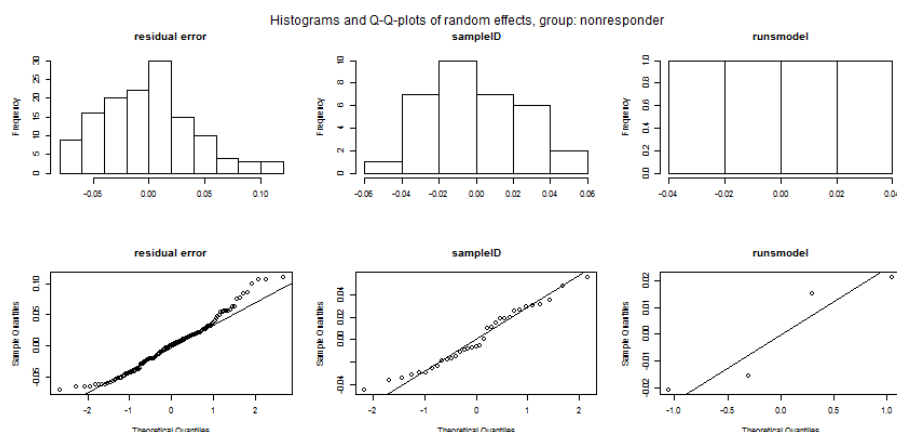 Histograms and Q-Q-plots of random effects, group: nonresponder
residual error
sampleID
runsmodel
Frequency
0 5 10 15 20 25 30
-0.05 0.00 0.05 0.10
Frequency
0 2 4 6 8 10
-0.06 -0.04 -0.02 0.00 0.02 0.04 0.06
Frequency
0.0 0.2 0.4 0.6 0.8 1.0
-0.04 -0.02 0.00 0.02 0.04
residual error
sampleID
runsmodel
Sample Quantiles
-0.05 0.00 0.05 0.10
-2 -1 0 1 2
Theoretical Quantiles
Sample Quantiles
-0.04 0.00 0.04
-2 -1 0 1 2
Theoretical Quantiles
Sample Quantiles
-0.02 -0.01 0.00 0.01 0.02
-1.0 -0.5 0.0 0.5 1.0
Theoretical Quantiles